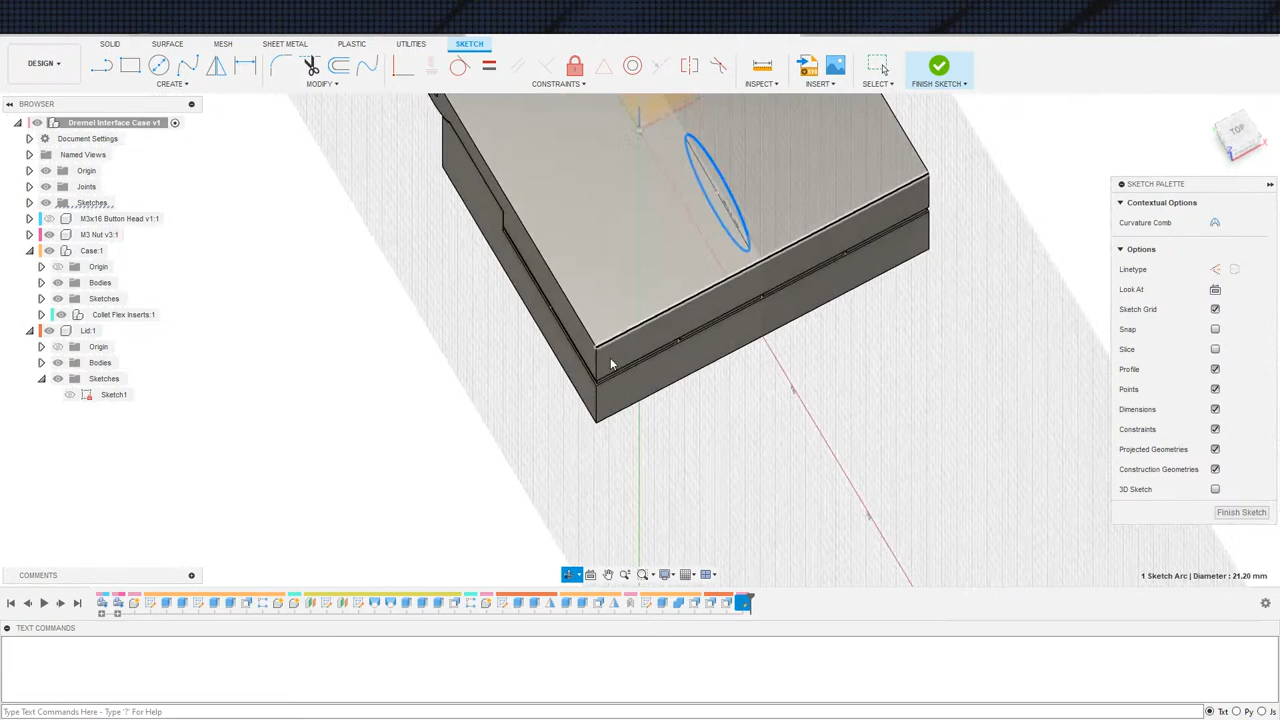 SOLID SURFACE MESH SHEET METAL PLASTIC UTILITIES SKETCH
DESIGN
CREATE MODIFY CONSTRAINTS INSPECT INSERT SELECT FINISH SKETCH
BROWSER
Dremel Interface Case v1
Document Settings
Named Views
Origin
Joints
Sketches
M3x16 Button Head v1:1
M3 Nut v3:1
Case:1
Origin
Bodies
Sketches
Collet Flex Inserts:1
Lid:1
Origin
Bodies
Sketches
Sketch1
TOP
Z
X
SKETCH PALETTE
Contextual Options
Curvature Comb
Options
Linetype
Look At
Sketch Grid
Snap
Slice
Profile
Points
Dimensions
Constraints
Projected Geometries
Construction Geometries
3D Sketch
Finish Sketch
COMMENTS
1 Sketch Arc | Diameter : 21.20 mm
TEXT COMMANDS
Type Text Commands Here - Type '?' For Help
Txt Py Js